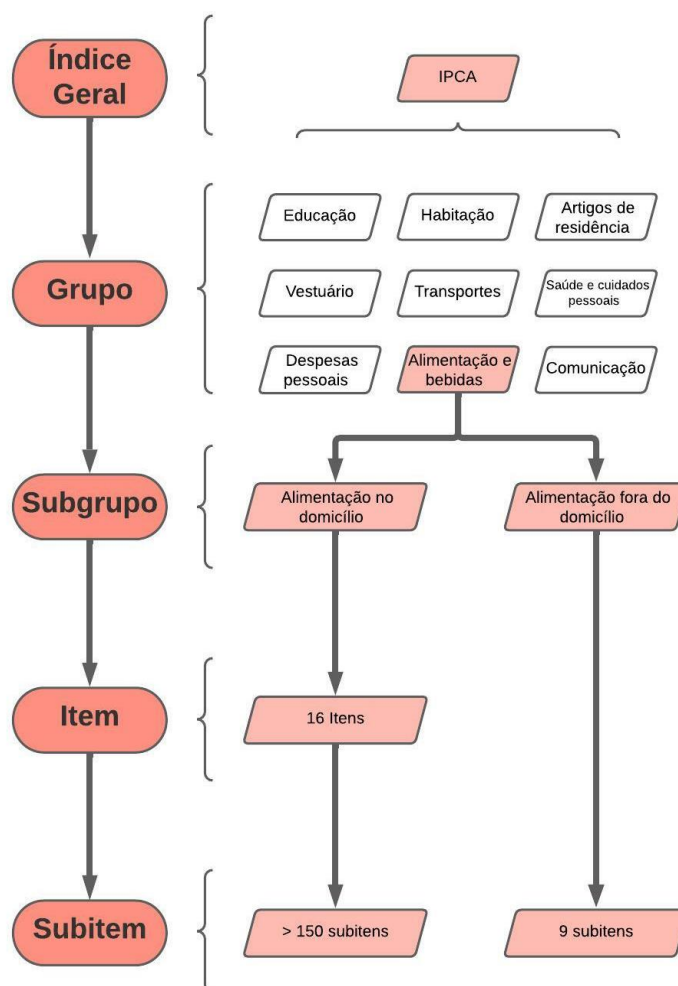 Índice
Geral
IPCA
Educação
Habitação
Artigos de
residência
Grupo
Vestuário
Transportes
Saúde e cuidados
pessoais
Despesas
pessoais
Alimentação e
bebidas
Comunicação
Subgrupo
Alimentação no
domicílio
Alimentação fora do
domicílio
Item
16 Itens
Subitem
> 150 subitens
9 subitens